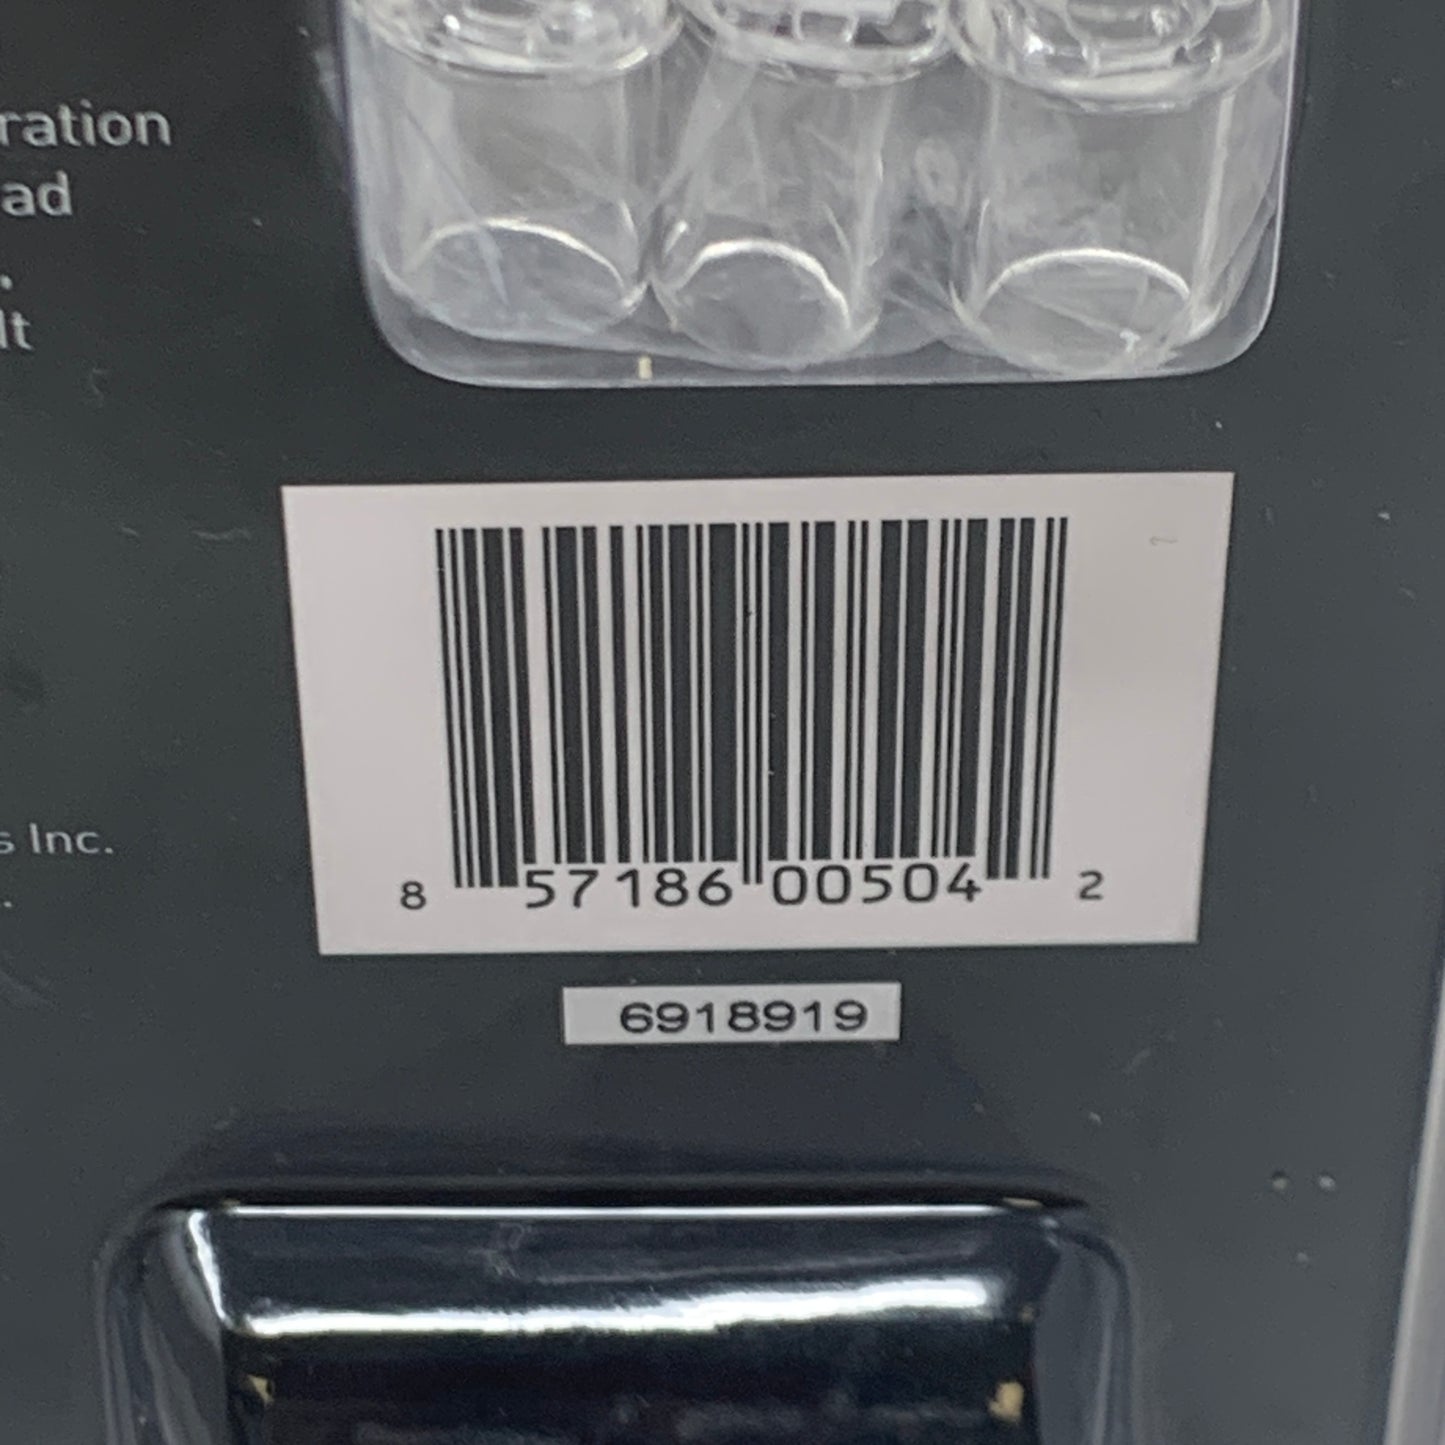 ration
ad
.
lt
s Inc.
.
8 57186 00504 2
6918919